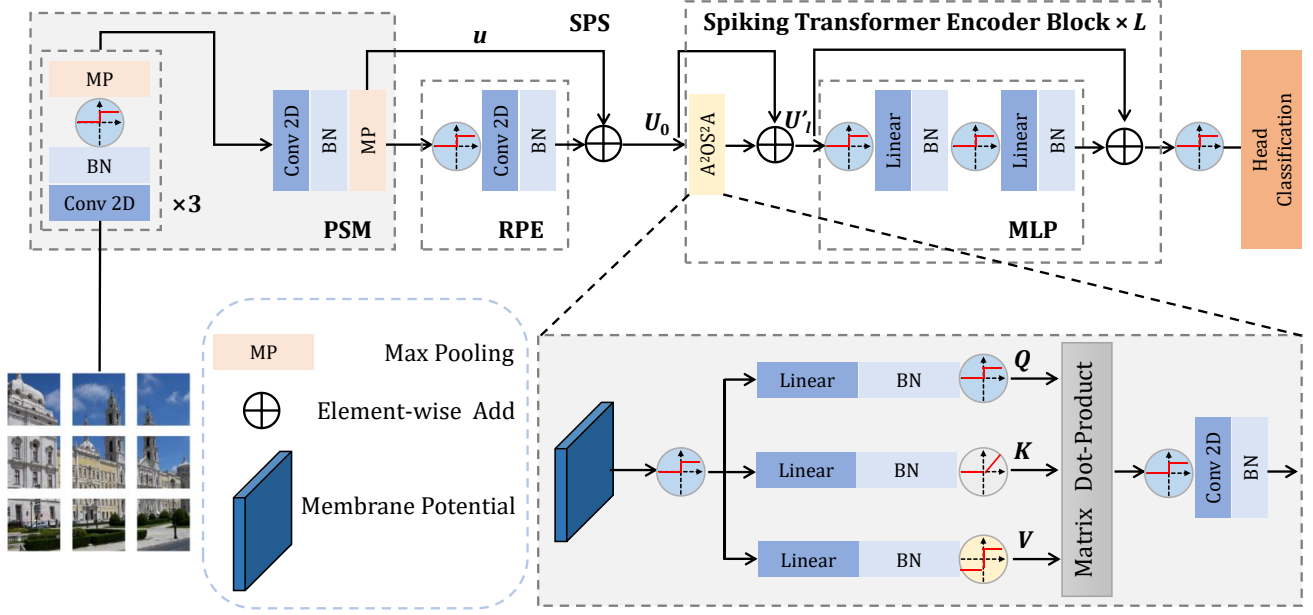 SPS
Spiking Transformer Encoder Block × L
u
MP
BN
Conv 2D
×3
Conv 2D
BN
MP
PSM
Conv 2D
BN
RPE
U₀
A²OS²A
U'ₗ
Linear
BN
Linear
BN
MLP
Head
Classification
MP
Max Pooling
Element-wise Add
Membrane Potential
Linear
BN
Q
Linear
BN
K
Linear
BN
V
Matrix Dot-Product
Conv 2D
BN